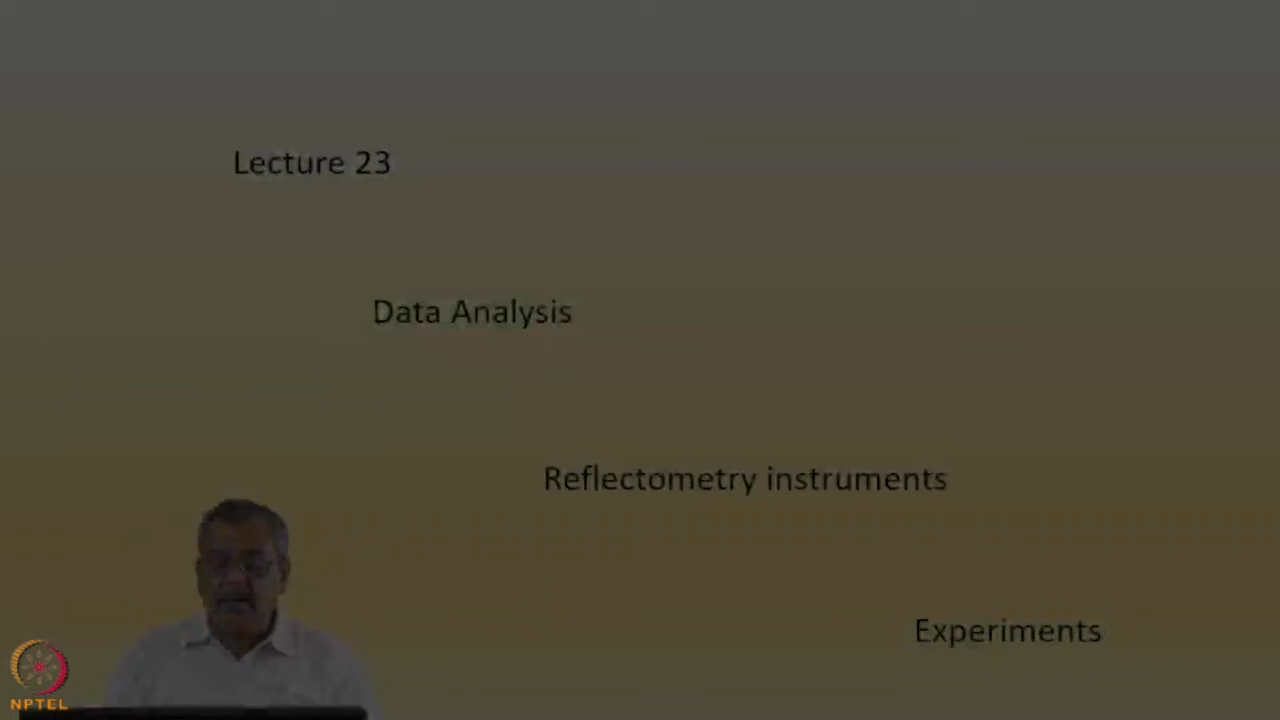 Lecture 23
Data Analysis
Reflectometry instruments
Experiments
NPTEL